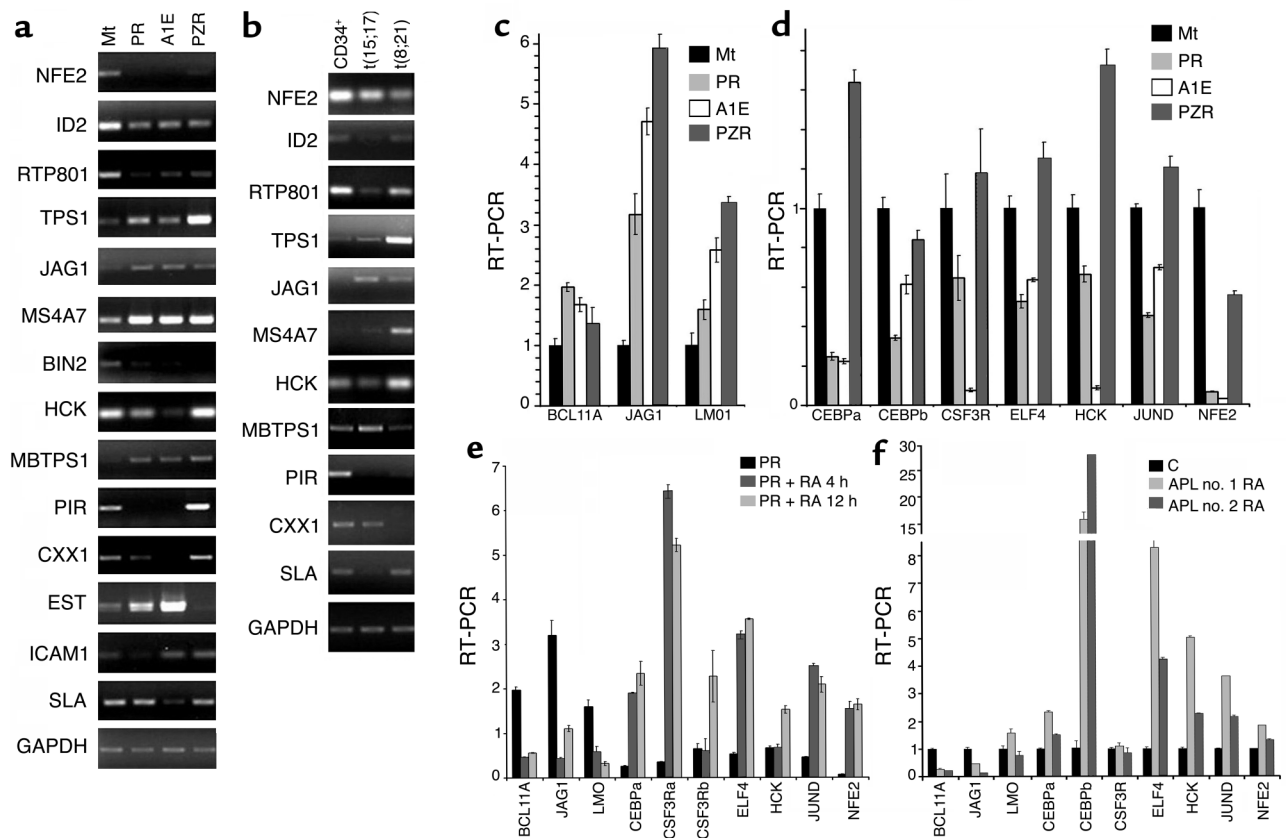 a
Mt PR A1E PZR
NFE2
ID2
RTP801
TPS1
JAG1
MS4A7
BIN2
HCK
MBTPS1
PIR
CXX1
EST
ICAM1
SLA
GAPDH
b
CD34+ t(15;17) t(8;21)
NFE2
ID2
RTP801
TPS1
JAG1
MS4A7
HCK
MBTPS1
PIR
CXX1
SLA
GAPDH
c
RT-PCR
6
5
4
3
2
1
0
Mt
PR
A1E
PZR
BCL11A JAG1 LM01
d
RT-PCR
1
0
Mt
PR
A1E
PZR
CEBPa CEBPb CSF3R ELF4 HCK JUND NFE2
e
RT-PCR
7
6
5
4
3
2
1
0
PR
PR + RA 4 h
PR + RA 12 h
BCL11A JAG1 LMO CEBPa CSF3Ra CSF3Rb ELF4 HCK JUND NFE2
f
RT-PCR
30
25
20
15
8
7
6
5
4
3
2
1
0
C
APL no. 1 RA
APL no. 2 RA
BCL11A JAG1 LMO CEBPa CEBPb CSF3R ELF4 HCK JUND NFE2